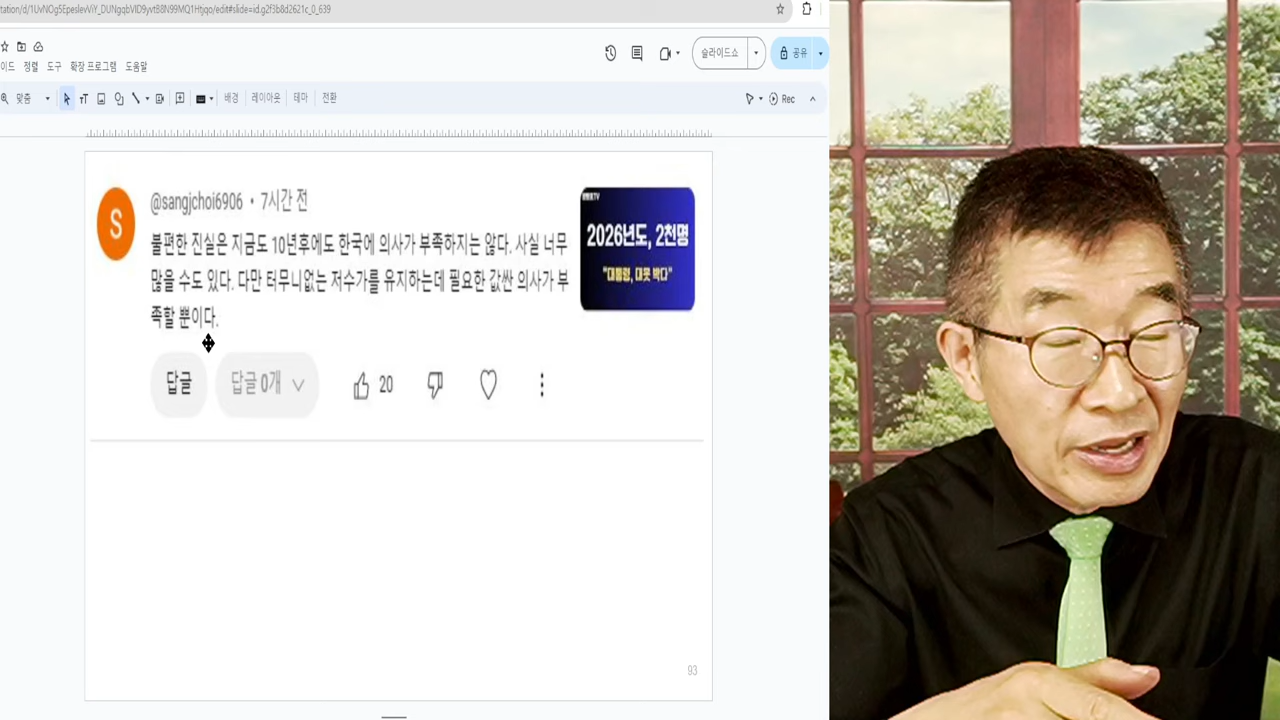 tation/d/1UvNOg5EpeslevViY_DUNgqbVlD9yvtB8N99MQ1Htjqo/edit#slide=id.g2f3b8d2621c_0_639
이드 정렬 도구 확장 프로그램 도움말
슬라이드쇼 공유
맞춤 배경 레이아웃 테마 전환 Rec
@sangjchoi6906 • 7시간 전
불편한 진실은 지금도 10년후에도 한국에 의사가 부족하지는 않다. 사실 너무
많을 수도 있다. 다만 터무니없는 저수가를 유지하는데 필요한 값싼 의사가 부
족할 뿐이다.
S
2026년도, 2천명
"대통령, 대못 박다"
답글 답글 0개 20
93